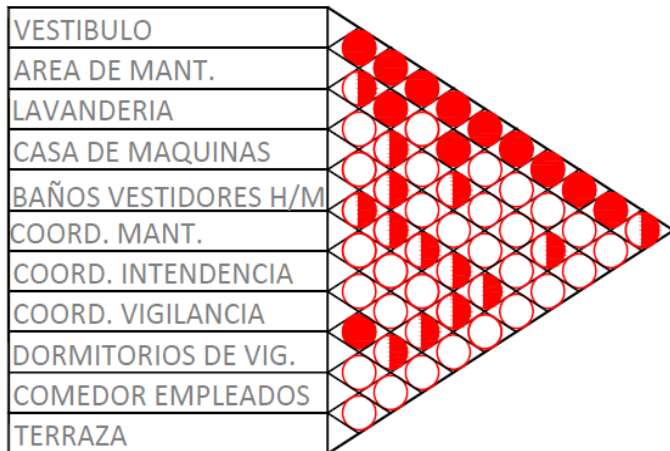 VESTIBULO
AREA DE MANT.
LAVANDERIA
CASA DE MAQUINAS
BAÑOS VESTIDORES H/M
COORD. MANT.
COORD. INTENDENCIA
COORD. VIGILANCIA
DORMITORIOS DE VIG.
COMEDOR EMPLEADOS
TERRAZA